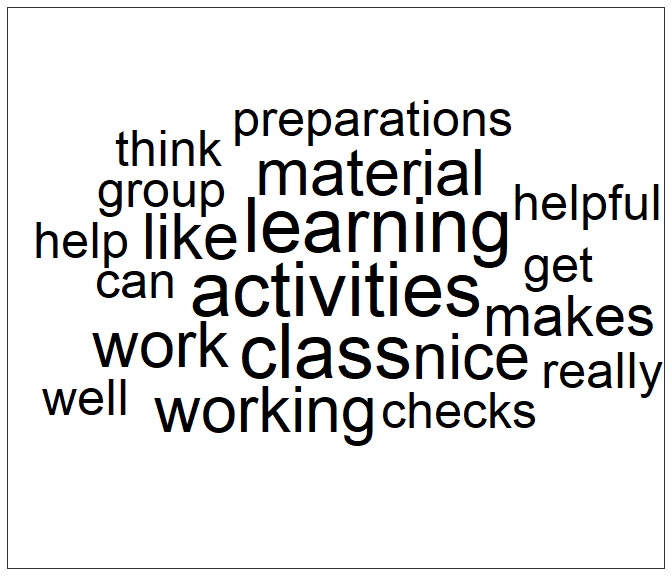 preparations
think
material
group
helpful
learning
like
help
get
can
activities
makes
work
class
nice
really
well
working
checks